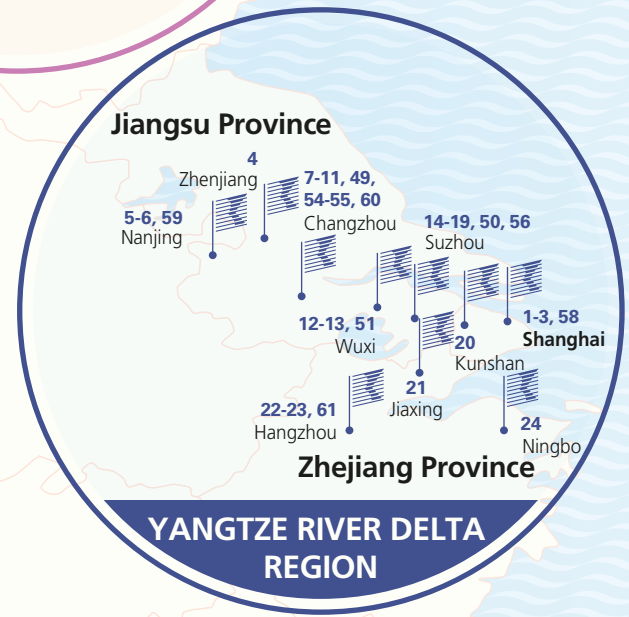 Jiangsu Province
4
Zhenjiang
7-11, 49,
54-55, 60
Changzhou
5-6, 59
Nanjing
14-19, 50, 56
Suzhou
12-13, 51
Wuxi
1-3, 58
Shanghai
20
Kunshan
21
Jiaxing
22-23, 61
Hangzhou
24
Ningbo
Zhejiang Province
YANGTZE RIVER DELTA
REGION